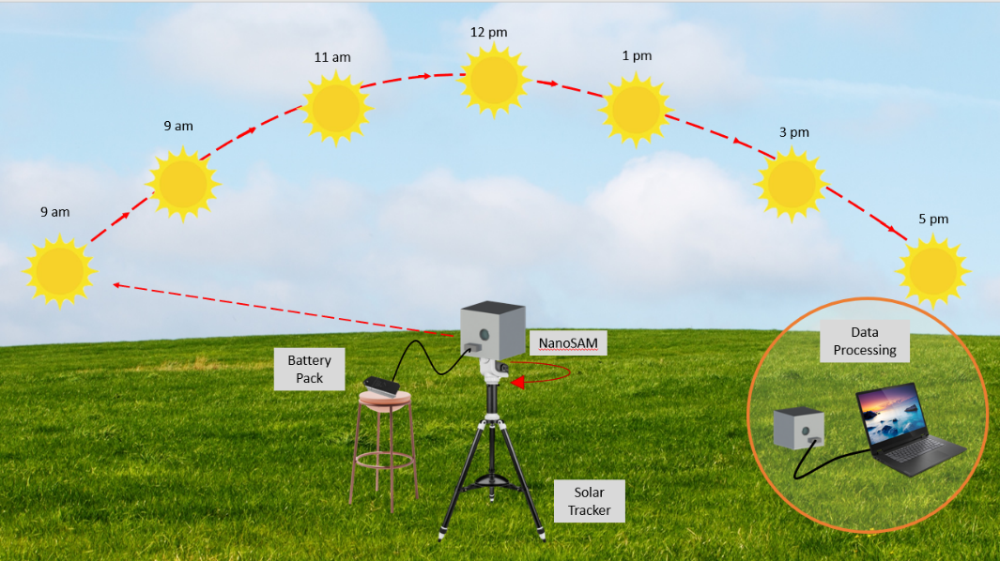 12 pm
11 am
1 pm
9 am
3 pm
9 am
5 pm
Data
Processing
NanoSAM
Battery
Pack
Solar
Tracker